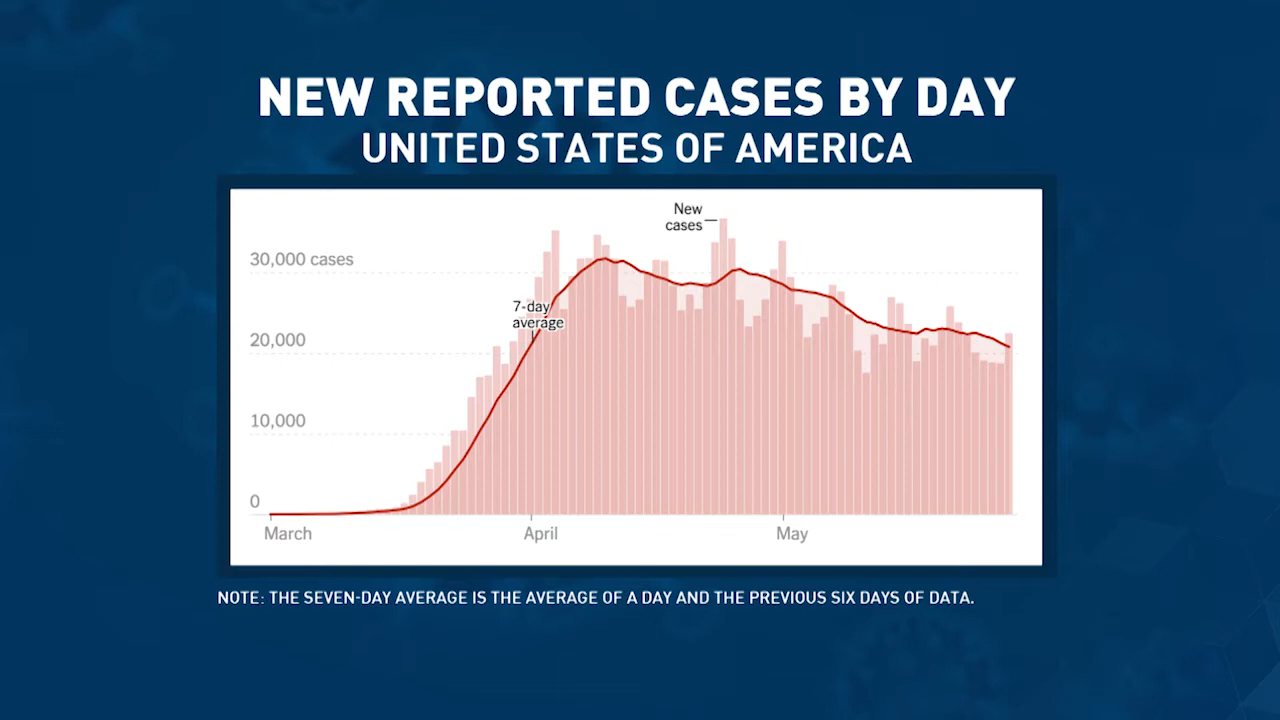 NEW REPORTED CASES BY DAY
UNITED STATES OF AMERICA
New
cases
30,000 cases
7-day
average
20,000
10,000
0
March April May
NOTE: THE SEVEN-DAY AVERAGE IS THE AVERAGE OF A DAY AND THE PREVIOUS SIX DAYS OF DATA.